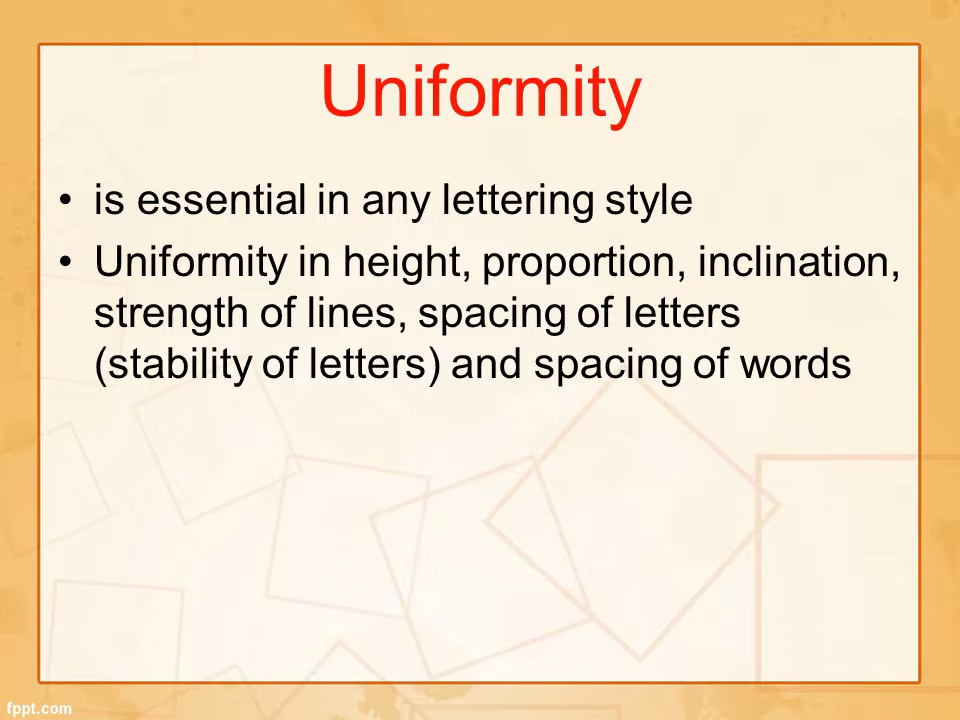 Uniformity
• is essential in any lettering style
• Uniformity in height, proportion, inclination,
strength of lines, spacing of letters
(stability of letters) and spacing of words
fppt.com